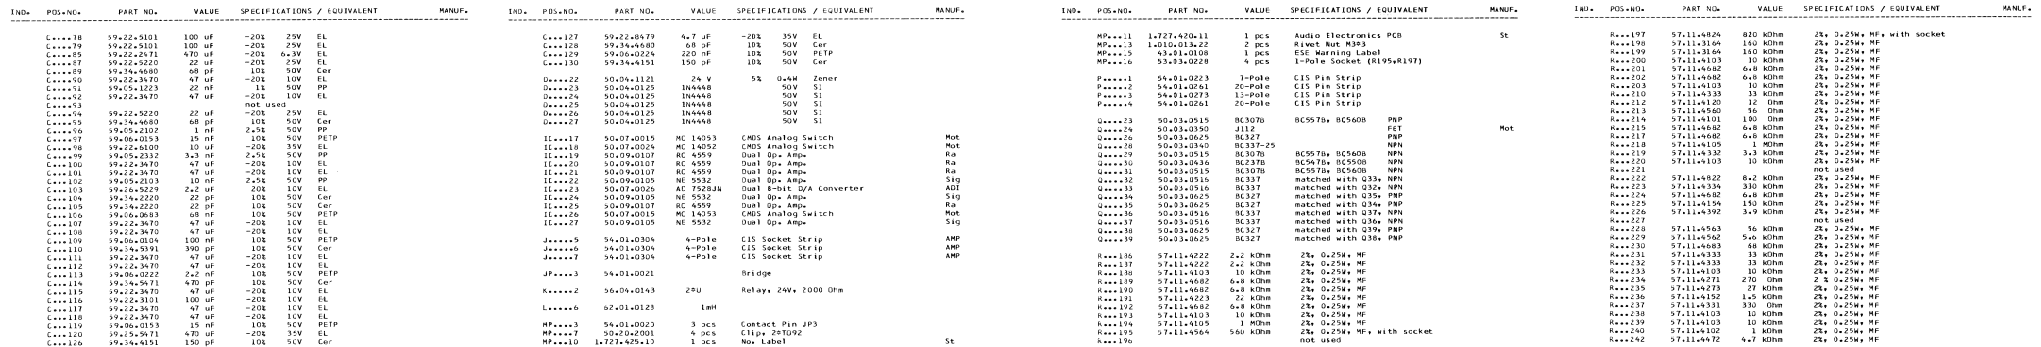 IND. POS.NO. PART NO. VALUE SPECIFICATIONS / EQUIVALENT MANUF.
C....78 59.22.5101 100 uF -20% 25V EL
C....79 59.22.5101 100 uF -20% 25V EL
C....85 59.22.2471 470 uF -20% 6.3V EL
C....87 59.22.5220 22 uF -20% 25V EL
C....89 59.34.4680 68 pF 10% 50V Cer
C....90 59.22.3470 47 uF -20% 10V EL
C....91 59.05.1223 22 nF 1% 50V PP
C....92 59.22.3470 47 uF -20% 10V EL
C....93 not used
C....94 59.22.5220 22 uF -20% 25V EL
C....95 59.34.4680 68 pF 10% 50V Cer
C....96 59.05.2102 1 nF 2.5% 50V PP
C....97 59.06.0153 15 nF 10% 50V PETP
C....98 59.22.6100 10 uF -20% 35V EL
C....99 59.05.2332 3.3 nF 2.5% 50V PP
C...100 59.22.3470 47 uF -20% 10V EL
C...101 59.22.3470 47 uF -20% 10V EL
C...102 59.05.2103 10 nF 2.5% 50V PP
C...103 59.26.5229 2.2 uF 20% 10V EL
C...104 59.34.2220 22 pF 10% 50V Cer
C...105 59.34.2220 22 pF 10% 50V Cer
C...106 59.06.0683 68 nF 10% 50V PETP
C...107 59.22.3470 47 uF -20% 10V EL
C...108 59.22.3470 47 uF -20% 10V EL
C...109 59.06.0104 100 nF 10% 50V PETP
C...110 59.34.5391 390 pF 10% 50V Cer
C...111 59.22.3470 47 uF -20% 10V EL
C...112 59.22.3470 47 uF -20% 10V EL
C...113 59.06.0222 2.2 nF 10% 50V PETP
C...114 59.34.5471 470 pF 10% 50V Cer
C...115 59.22.3470 47 uF -20% 10V EL
C...116 59.22.3101 100 uF -20% 10V EL
C...117 59.22.3470 47 uF -20% 10V EL
C...118 59.22.3470 47 uF -20% 10V EL
C...119 59.06.0153 15 nF 10% 50V PETP
C...120 59.25.5471 470 uF -20% 35V EL
C...126 59.34.4151 150 pF 10% 50V Cer
IND. POS.NO. PART NO. VALUE SPECIFICATIONS / EQUIVALENT MANUF.
C...127 59.22.8479 4.7 uF -20% 35V EL
C...128 59.34.4680 68 pF 10% 50V Cer
C...129 59.06.0224 220 nF 10% 50V PETP
C...130 59.34.4151 150 pF 10% 50V Cer
D....22 50.04.1121 24 V 5% 0.4W Zener
D....23 50.04.0125 1N4448 50V SI
D....24 50.04.0125 1N4448 50V SI
D....25 50.04.0125 1N4448 50V SI
D....26 50.04.0125 1N4448 50V SI
D....27 50.04.0125 1N4448 50V SI
IC...17 50.07.0015 MC 14053 CMOS Analog Switch Mot
IC...18 50.07.0024 MC 14052 CMOS Analog Switch Mot
IC...19 50.09.0107 RC 4559 Dual Op. Amp. Ra
IC...20 50.09.0107 RC 4559 Dual Op. Amp. Ra
IC...21 50.09.0107 RC 4559 Dual Op. Amp. Ra
IC...22 50.09.0105 NE 5532 Dual Op. Amp. Sig
IC...23 50.07.0026 AD 7528JN Dual 8-bit D/A Converter ADI
IC...24 50.09.0105 NE 5532 Dual Op. Amp. Sig
IC...25 50.09.0107 RC 4559 Dual Op. Amp. Ra
IC...26 50.07.0015 MC 14053 CMOS Analog Switch Mot
IC...27 50.09.0105 NE 5532 Dual Op. Amp. Sig
J.....5 54.01.0304 4-Pole CIS Socket Strip AMP
J.....6 54.01.0304 4-Pole CIS Socket Strip AMP
J.....7 54.01.0304 4-Pole CIS Socket Strip AMP
JP....3 54.01.0021 Bridge
K.....2 56.04.0143 2*U Relay, 24V, 2000 Ohm
L.....6 62.01.0123 1mH
MP....3 54.01.0020 3 pcs Contact Pin JP3
MP....7 50.20.2001 4 pcs Clip, 2*TO92
MP...10 1.727.425.10 1 pcs No. Label St
IND. POS.NO. PART NO. VALUE SPECIFICATIONS / EQUIVALENT MANUF.
MP...11 1.727.420.11 1 pcs Audio Electronics PCB St
MP...13 1.010.013.22 2 pcs Rivet Nut M3*3
MP...15 43.01.0108 1 pcs ESE Warning Label
MP...16 53.03.0228 4 pcs 1-Pole Socket (R195,R197)
P.....1 54.01.0223 3-Pole CIS Pin Strip
P.....2 54.01.0261 20-Pole CIS Pin Strip
P.....3 54.01.0273 13-Pole CIS Pin Strip
P.....4 54.01.0261 20-Pole CIS Pin Strip
Q....23 50.03.0515 BC307B BC557B, BC560B PNP
Q....24 50.03.0350 J112 FET Mot
Q....26 50.03.0625 BC327 PNP
Q....28 50.03.0340 BC337-25 NPN
Q....29 50.03.0515 BC307B BC557B, BC560B PNP
Q....30 50.03.0436 BC237B BC547B, BC550B NPN
Q....31 50.03.0515 BC307B BC557B, BC560B PNP
Q....32 50.03.0516 BC337 matched with Q33, NPN
Q....33 50.03.0516 BC337 matched with Q32, NPN
Q....34 50.03.0625 BC327 matched with Q35, PNP
Q....35 50.03.0625 BC327 matched with Q34, PNP
Q....36 50.03.0516 BC337 matched with Q37, NPN
Q....37 50.03.0516 BC337 matched with Q36, NPN
Q....38 50.03.0625 BC327 matched with Q39, PNP
Q....39 50.03.0625 BC327 matched with Q38, PNP
R...186 57.11.4222 2.2 kOhm 2%, 0.25W, MF
R...137 57.11.4222 2.2 kOhm 2%, 0.25W, MF
R...138 57.11.4103 10 kOhm 2%, 0.25W, MF
R...189 57.11.4682 6.8 kOhm 2%, 0.25W, MF
R...190 57.11.4682 6.8 kOhm 2%, 0.25W, MF
R...191 57.11.4223 22 kOhm 2%, 0.25W, MF
R...192 57.11.4682 6.8 kOhm 2%, 0.25W, MF
R...193 57.11.4103 10 kOhm 2%, 0.25W, MF
R...194 57.11.4105 1 MOhm 2%, 0.25W, MF
R...195 57.11.4564 560 kOhm 2%, 0.25W, MF, with socket
R...196 not used
IND. POS.NO. PART NO. VALUE SPECIFICATIONS / EQUIVALENT MANUF.
R...197 57.11.4824 820 kOhm 2%, 0.25W, MF, with socket
R...198 57.11.3164 160 kOhm 2%, 0.25W, MF
R...199 57.11.3164 160 kOhm 2%, 0.25W, MF
R...200 57.11.4103 10 kOhm 2%, 0.25W, MF
R...201 57.11.4682 6.8 kOhm 2%, 0.25W, MF
R...202 57.11.4682 6.8 kOhm 2%, 0.25W, MF
R...203 57.11.4103 10 kOhm 2%, 0.25W, MF
R...210 57.11.4333 33 kOhm 2%, 0.25W, MF
R...212 57.11.4120 12 Ohm 2%, 0.25W, MF
R...213 57.11.4560 56 Ohm 2%, 0.25W, MF
R...214 57.11.4101 100 Ohm 2%, 0.25W, MF
R...215 57.11.4682 6.8 kOhm 2%, 0.25W, MF
R...217 57.11.4682 6.8 kOhm 2%, 0.25W, MF
R...218 57.11.4105 1 MOhm 2%, 0.25W, MF
R...219 57.11.4332 3.3 kOhm 2%, 0.25W, MF
R...220 57.11.4103 10 kOhm 2%, 0.25W, MF
R...221 not used
R...222 57.11.4822 8.2 kOhm 2%, 0.25W, MF
R...223 57.11.4334 330 kOhm 2%, 0.25W, MF
R...224 57.11.4682 6.8 kOhm 2%, 0.25W, MF
R...225 57.11.4154 150 kOhm 2%, 0.25W, MF
R...226 57.11.4392 3.9 kOhm 2%, 0.25W, MF
R...227 not used
R...228 57.11.4563 56 kOhm 2%, 0.25W, MF
R...229 57.11.4562 5.6 kOhm 2%, 0.25W, MF
R...230 57.11.4683 68 kOhm 2%, 0.25W, MF
R...231 57.11.4333 33 kOhm 2%, 0.25W, MF
R...232 57.11.4333 33 kOhm 2%, 0.25W, MF
R...233 57.11.4103 10 kOhm 2%, 0.25W, MF
R...234 57.11.4271 270 Ohm 2 % 0.25W, MF
R...235 57.11.4273 27 kOhm 2%, 0.25W, MF
R...236 57.11.4152 1.5 kOhm 2%, 0.25W, MF
R...237 57.11.4331 330 Ohm 2%, 0.25W, MF
R...238 57.11.4103 10 kOhm 2%, 0.25W, MF
R...239 57.11.4103 10 kOhm 2%, 0.25W, MF
R...240 57.11.4102 1 kOhm 2%, 0.25W, MF
R...242 57.11.4472 4.7 kOhm 2%, 0.25W, MF